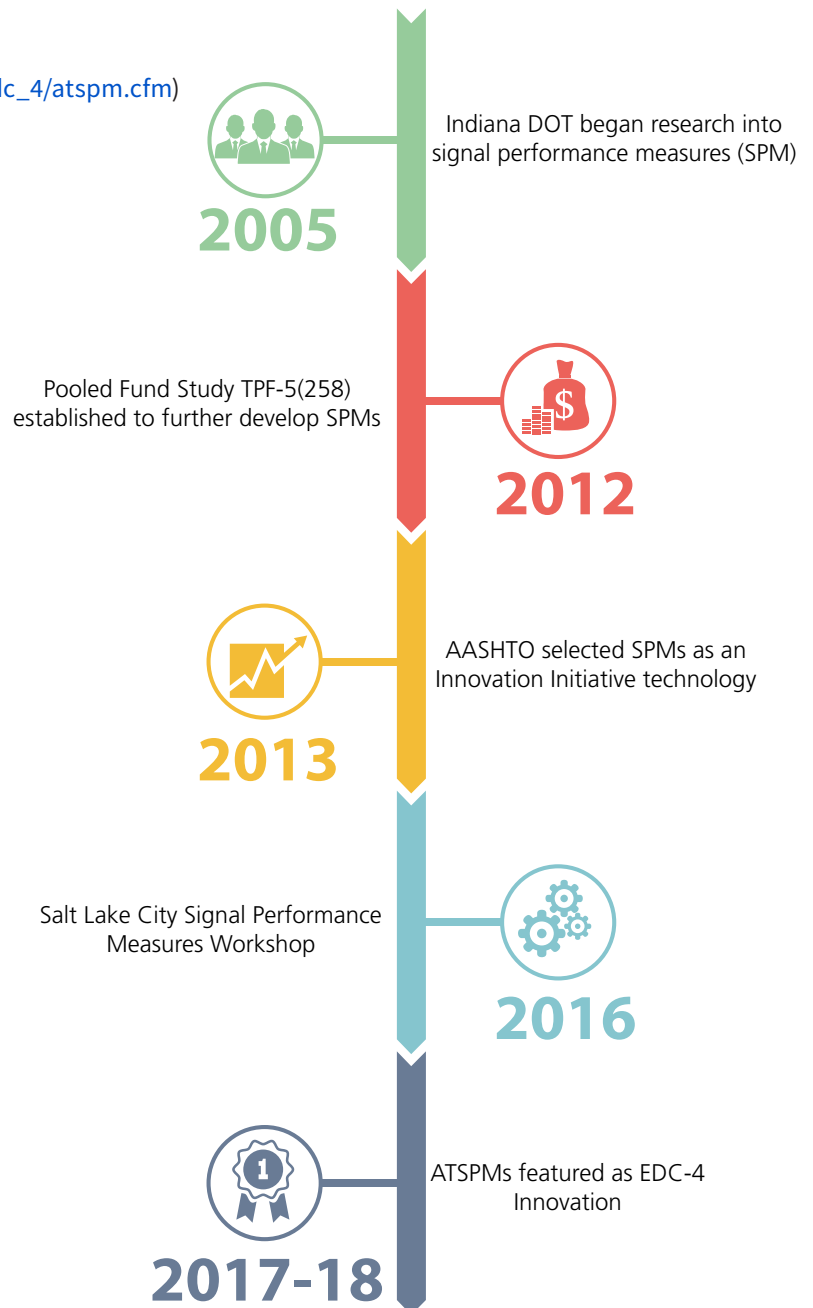 lc_4/atspm.cfm)
Indiana DOT began research into
signal performance measures (SPM)
2005
Pooled Fund Study TPF-5(258)
established to further develop SPMs
$
2012
AASHTO selected SPMs as an
Innovation Initiative technology
2013
Salt Lake City Signal Performance
Measures Workshop
2016
1
ATSPMs featured as EDC-4
Innovation
2017-18